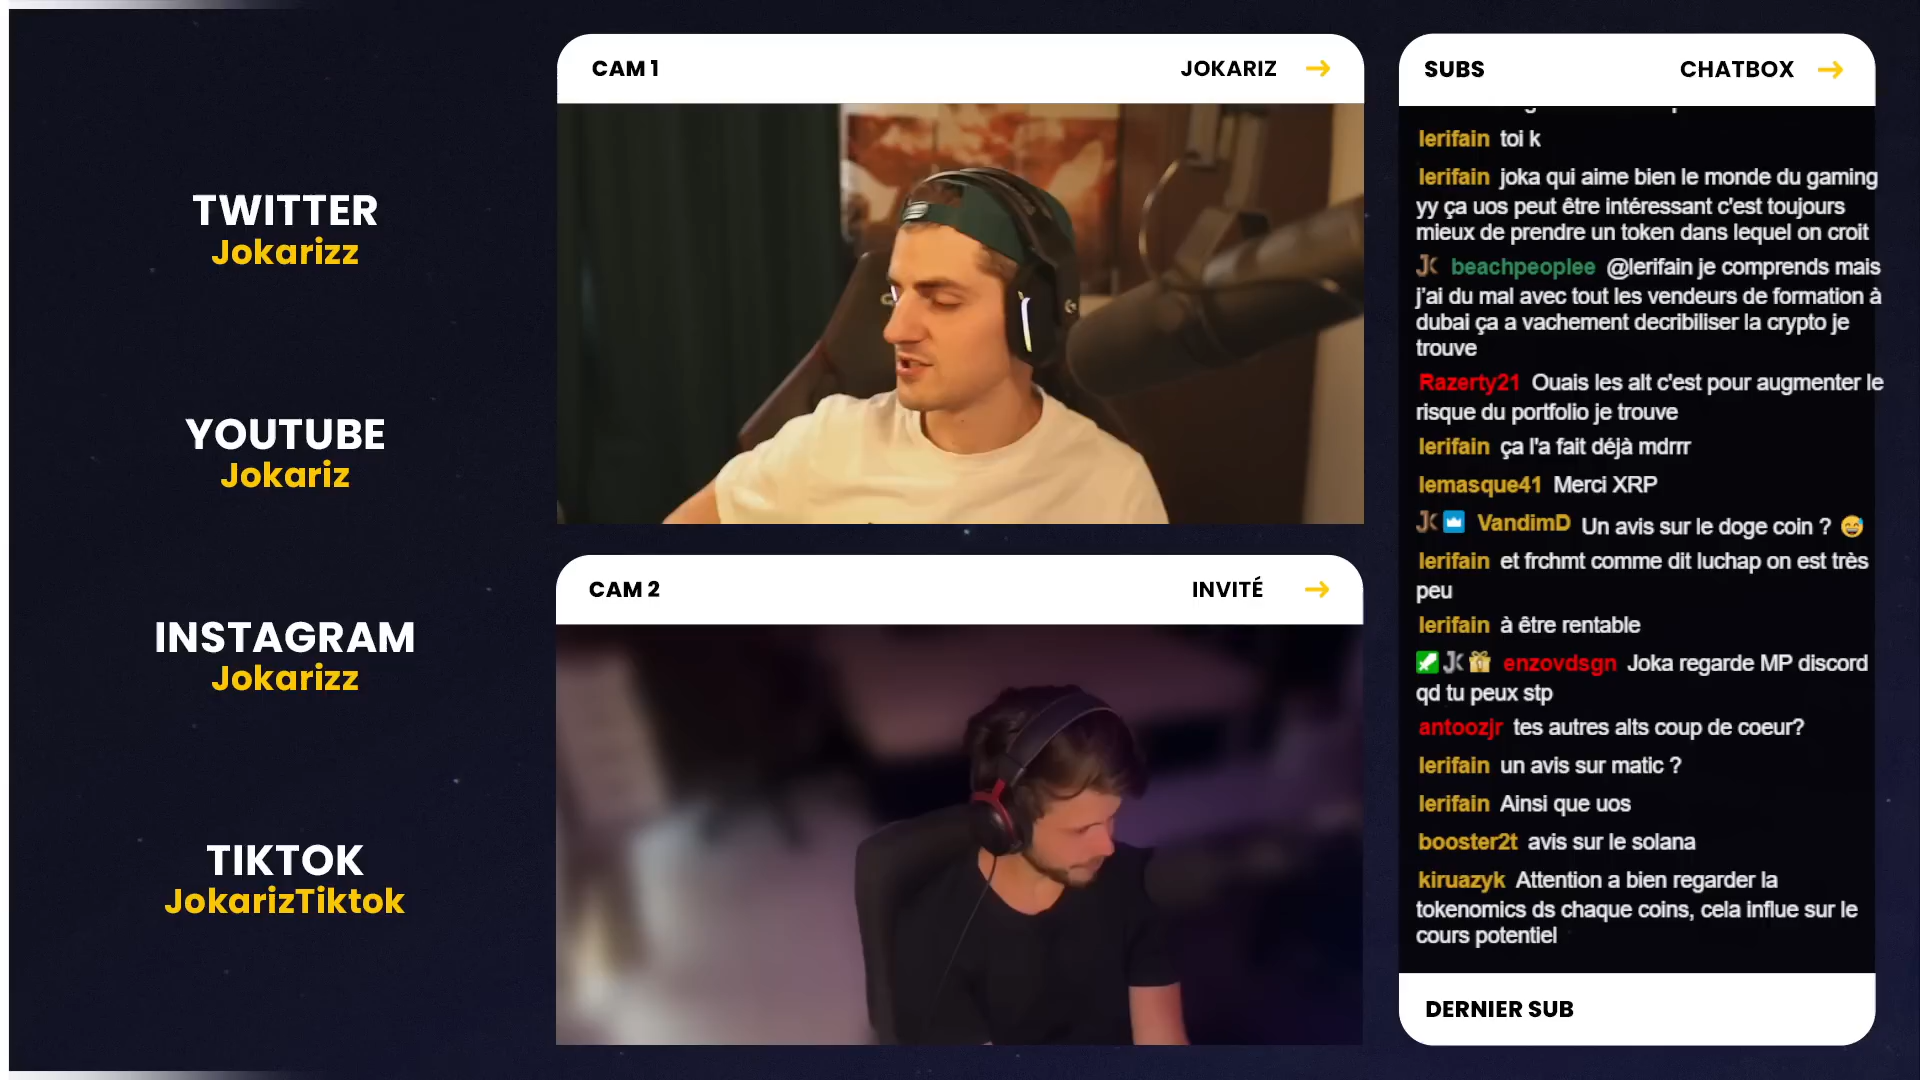 TWITTER
Jokarizz
YOUTUBE
Jokariz
INSTAGRAM
Jokarizz
TIKTOK
JokarizTiktok
CAM 1 JOKARIZ
CAM 2 INVITÉ
SUBS CHATBOX
lerifain toi k
lerifain joka qui aime bien le monde du gaming
yy ça uos peut être intéressant c'est toujours
mieux de prendre un token dans lequel on croit
beachpeoplee @lerifain je comprends mais
j'ai du mal avec tout les vendeurs de formation à
dubai ça a vachement decribiliser la crypto je
trouve
Razerty21 Ouais les alt c'est pour augmenter le
risque du portfolio je trouve
lerifain ça l'a fait déjà mdrrr
lemasque41 Merci XRP
VandimD Un avis sur le doge coin ? 😅
lerifain et frchmt comme dit luchap on est très
peu
lerifain à être rentable
enzovdsgn Joka regarde MP discord
qd tu peux stp
antoozjr tes autres alts coup de coeur?
lerifain un avis sur matic ?
lerifain Ainsi que uos
booster2t avis sur le solana
kiruazyk Attention a bien regarder la
tokenomics ds chaque coins, cela influe sur le
cours potentiel
DERNIER SUB